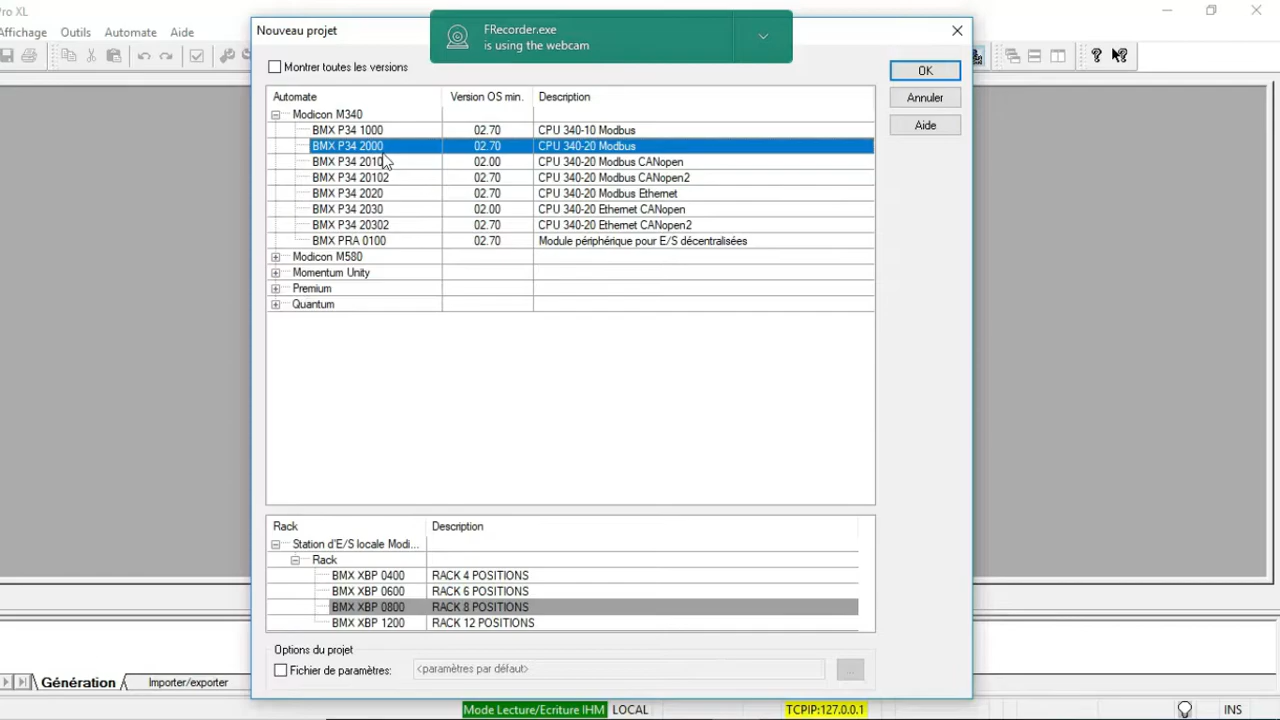 Pro XL
Affichage Outils Automate Aide
Nouveau projet
FRecorder.exe
is using the webcam
Montrer toutes les versions
OK
Annuler
Aide
Automate Version OS min. Description
Modicon M340
BMX P34 1000 02.70 CPU 340-10 Modbus
BMX P34 2000 02.70 CPU 340-20 Modbus
BMX P34 2010 02.00 CPU 340-20 Modbus CANopen
BMX P34 20102 02.70 CPU 340-20 Modbus CANopen2
BMX P34 2020 02.70 CPU 340-20 Modbus Ethernet
BMX P34 2030 02.00 CPU 340-20 Ethernet CANopen
BMX P34 20302 02.70 CPU 340-20 Ethernet CANopen2
BMX PRA 0100 02.70 Module périphérique pour E/S décentralisées
Modicon M580
Momentum Unity
Premium
Quantum
Rack Description
Station d'E/S locale Modi...
Rack
BMX XBP 0400 RACK 4 POSITIONS
BMX XBP 0600 RACK 6 POSITIONS
BMX XBP 0800 RACK 8 POSITIONS
BMX XBP 1200 RACK 12 POSITIONS
Options du projet
Fichier de paramètres: <paramètres par défaut> ...
Génération Importer/exporter
Mode Lecture/Ecriture IHM LOCAL TCPIP:127.0.0.1 INS